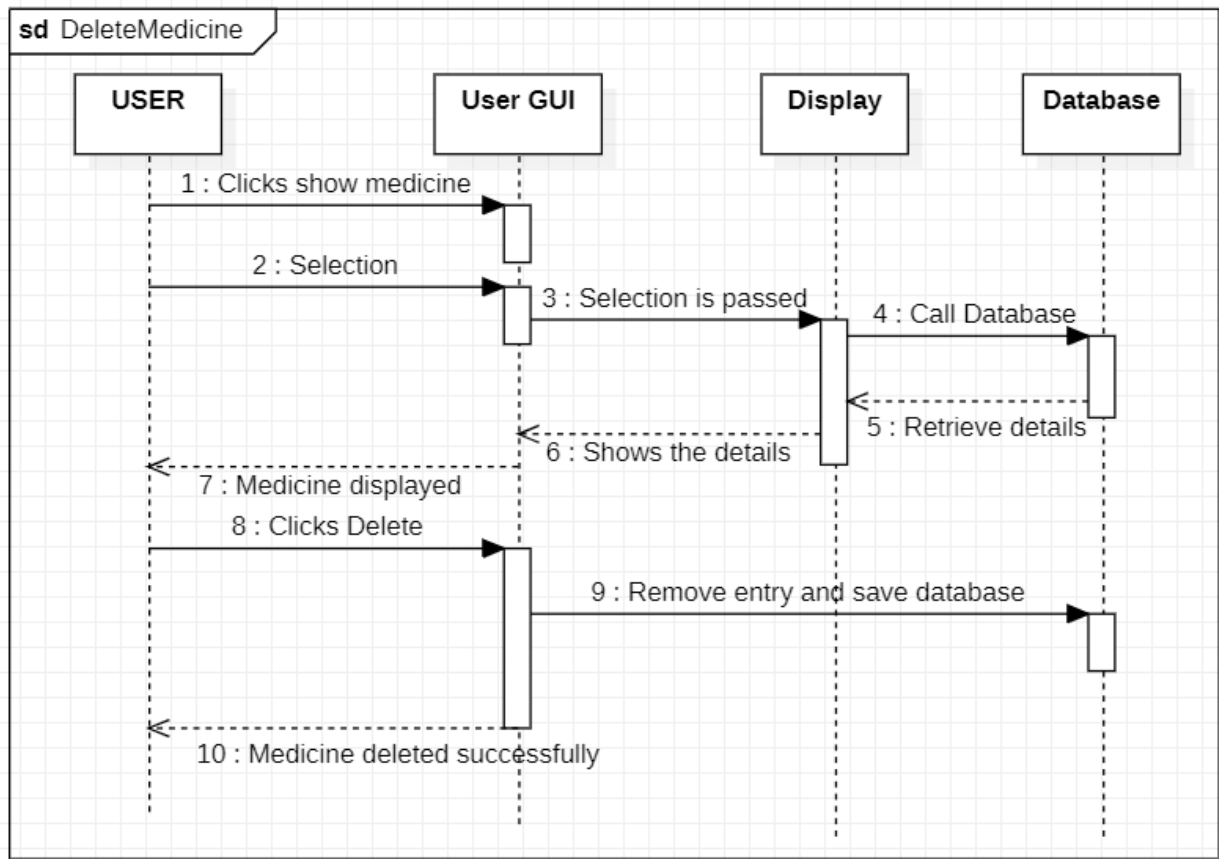 sd DeleteMedicine
USER
User GUI
Display
Database
1 : Clicks show medicine
2 : Selection
3 : Selection is passed
4 : Call Database
5 : Retrieve details
6 : Shows the details
7 : Medicine displayed
8 : Clicks Delete
9 : Remove entry and save database
10 : Medicine deleted successfully